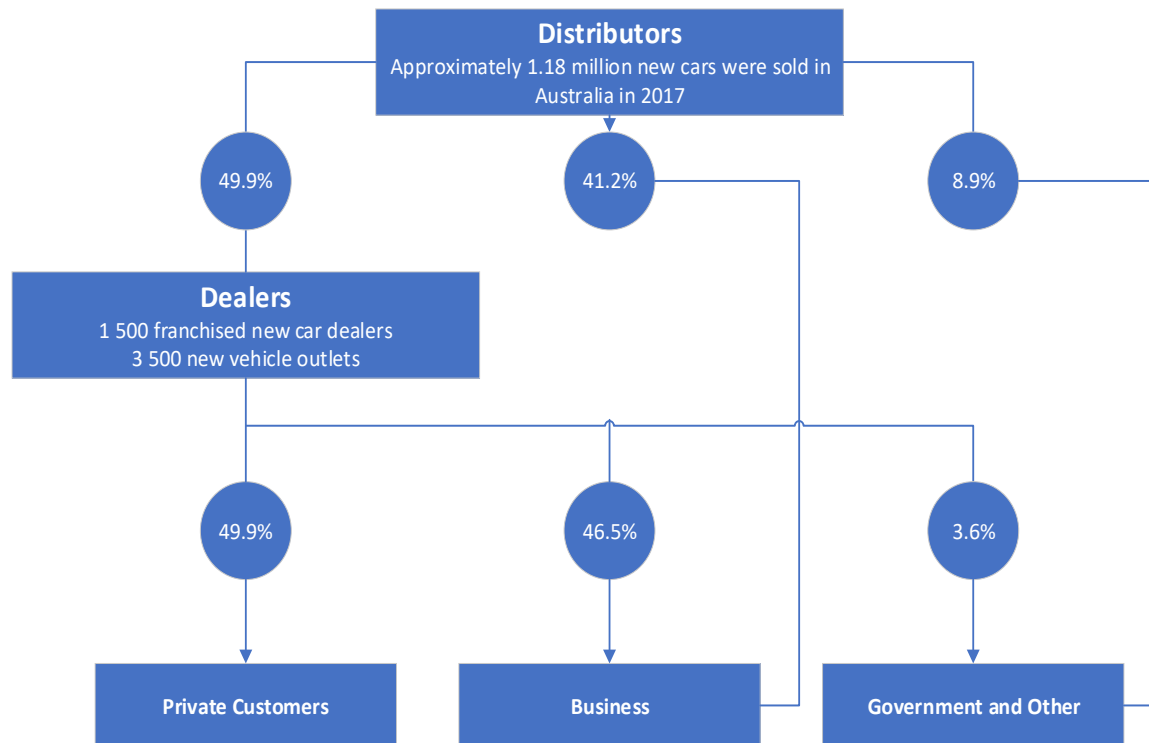 Distributors
Approximately 1.18 million new cars were sold in
Australia in 2017
49.9%
41.2%
8.9%
Dealers
1 500 franchised new car dealers
3 500 new vehicle outlets
49.9%
46.5%
3.6%
Private Customers
Business
Government and Other